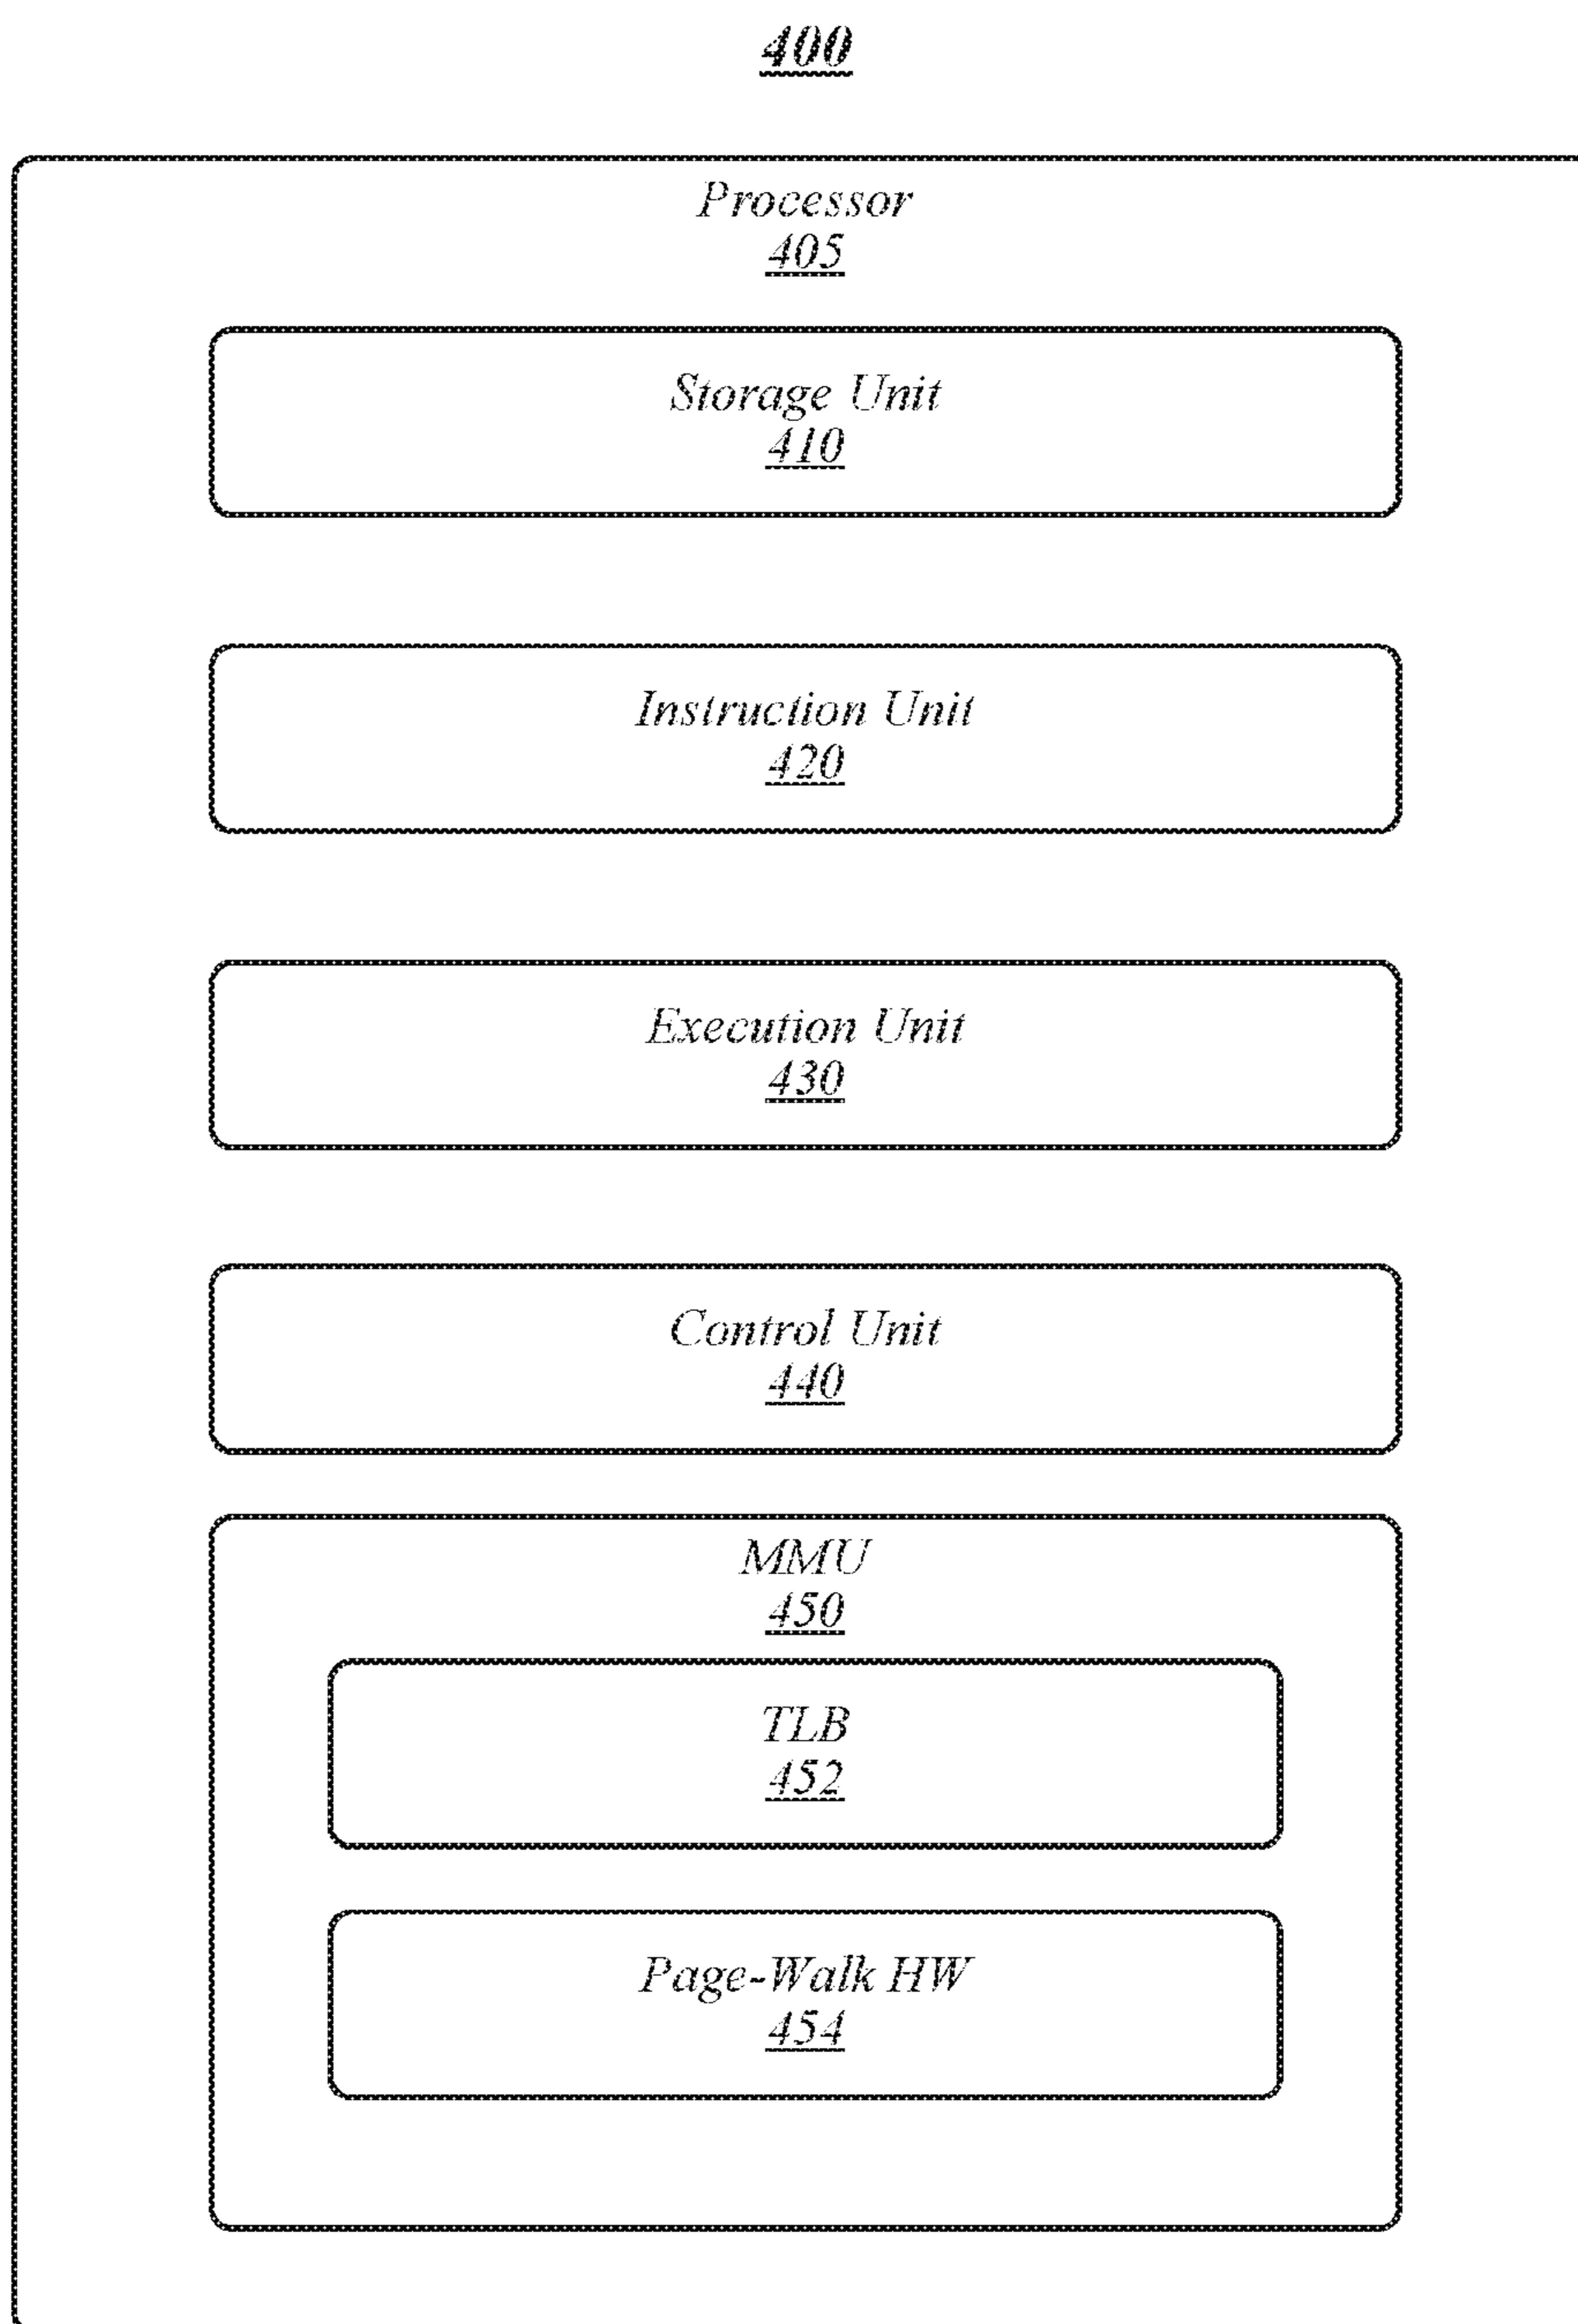 400
Processor
405
Storage Unit
410
Instruction Unit
420
Execution Unit
430
Control Unit
440
MMU
450
TLB
452
Page-Walk HW
454